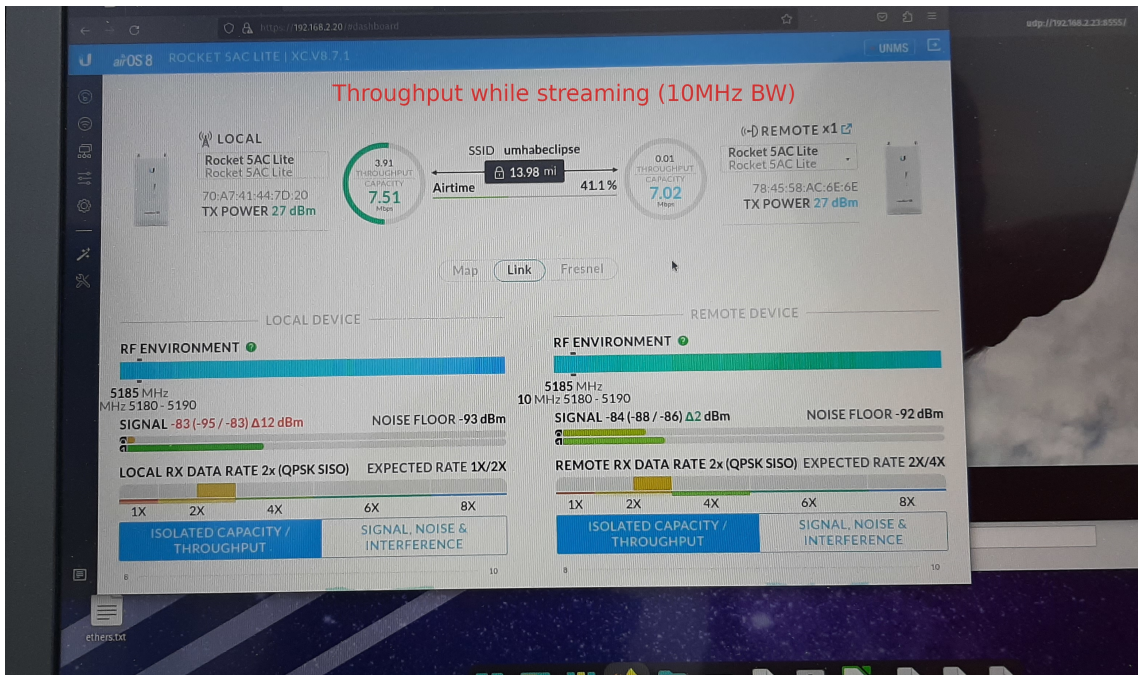 https://192.168.2.20/#dashboard
udp://192.168.2.23:8555/
airOS 8 ROCKET 5AC LITE | XC.V8.7.1
UNMS
Throughput while streaming (10MHz BW)
LOCAL
Rocket 5AC Lite
Rocket 5AC Lite
70:A7:41:44:7D:20
TX POWER 27 dBm
3.91
THROUGHPUT
CAPACITY
7.51
Mbps
SSID umhabeclipse
13.98 mi
Airtime 41.1%
0.01
THROUGHPUT
CAPACITY
7.02
Mbps
REMOTE x1
Rocket 5AC Lite
Rocket 5AC Lite
78:45:58:AC:6E:6E
TX POWER 27 dBm
Map Link Fresnel
LOCAL DEVICE
RF ENVIRONMENT
5185 MHz
MHz 5180 - 5190
SIGNAL -83 (-95 / -83) Δ12 dBm NOISE FLOOR -93 dBm
LOCAL RX DATA RATE 2x (QPSK SISO) EXPECTED RATE 1X/2X
1X 2X 4X 6X 8X
ISOLATED CAPACITY / THROUGHPUT
SIGNAL, NOISE & INTERFERENCE
8 10
REMOTE DEVICE
RF ENVIRONMENT
5185 MHz
10 MHz 5180 - 5190
SIGNAL -84 (-88 / -86) Δ2 dBm NOISE FLOOR -92 dBm
REMOTE RX DATA RATE 2x (QPSK SISO) EXPECTED RATE 2X/4X
1X 2X 4X 6X 8X
ISOLATED CAPACITY / THROUGHPUT
SIGNAL, NOISE & INTERFERENCE
8 10
ethers.txt